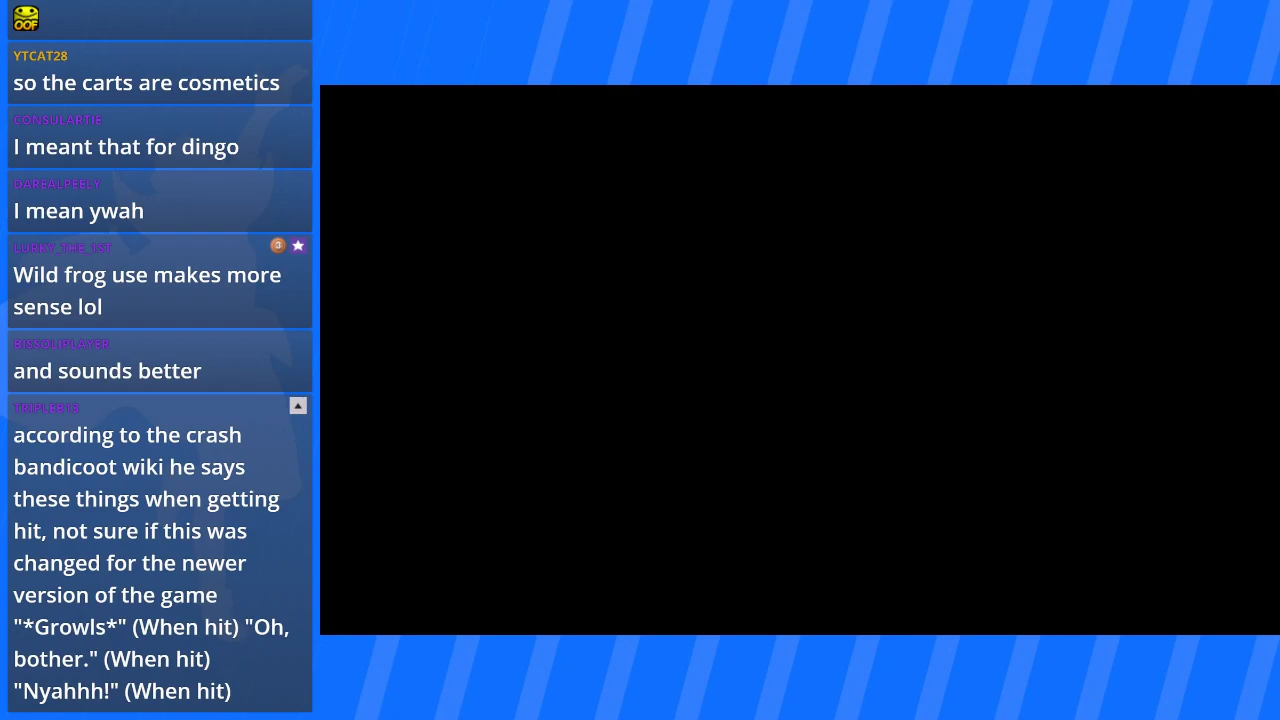 OOF
YTCAT28
so the carts are cosmetics
CONSULARTIE
I meant that for dingo
DAREALPEELY
I mean ywah
LURKY_THE_1ST
3
Wild frog use makes more
sense lol
BISSOLIPLAYER
and sounds better
TRIPLEB13
according to the crash
bandicoot wiki he says
these things when getting
hit, not sure if this was
changed for the newer
version of the game
"*Growls*" (When hit) "Oh,
bother." (When hit)
"Nyahhh!" (When hit)